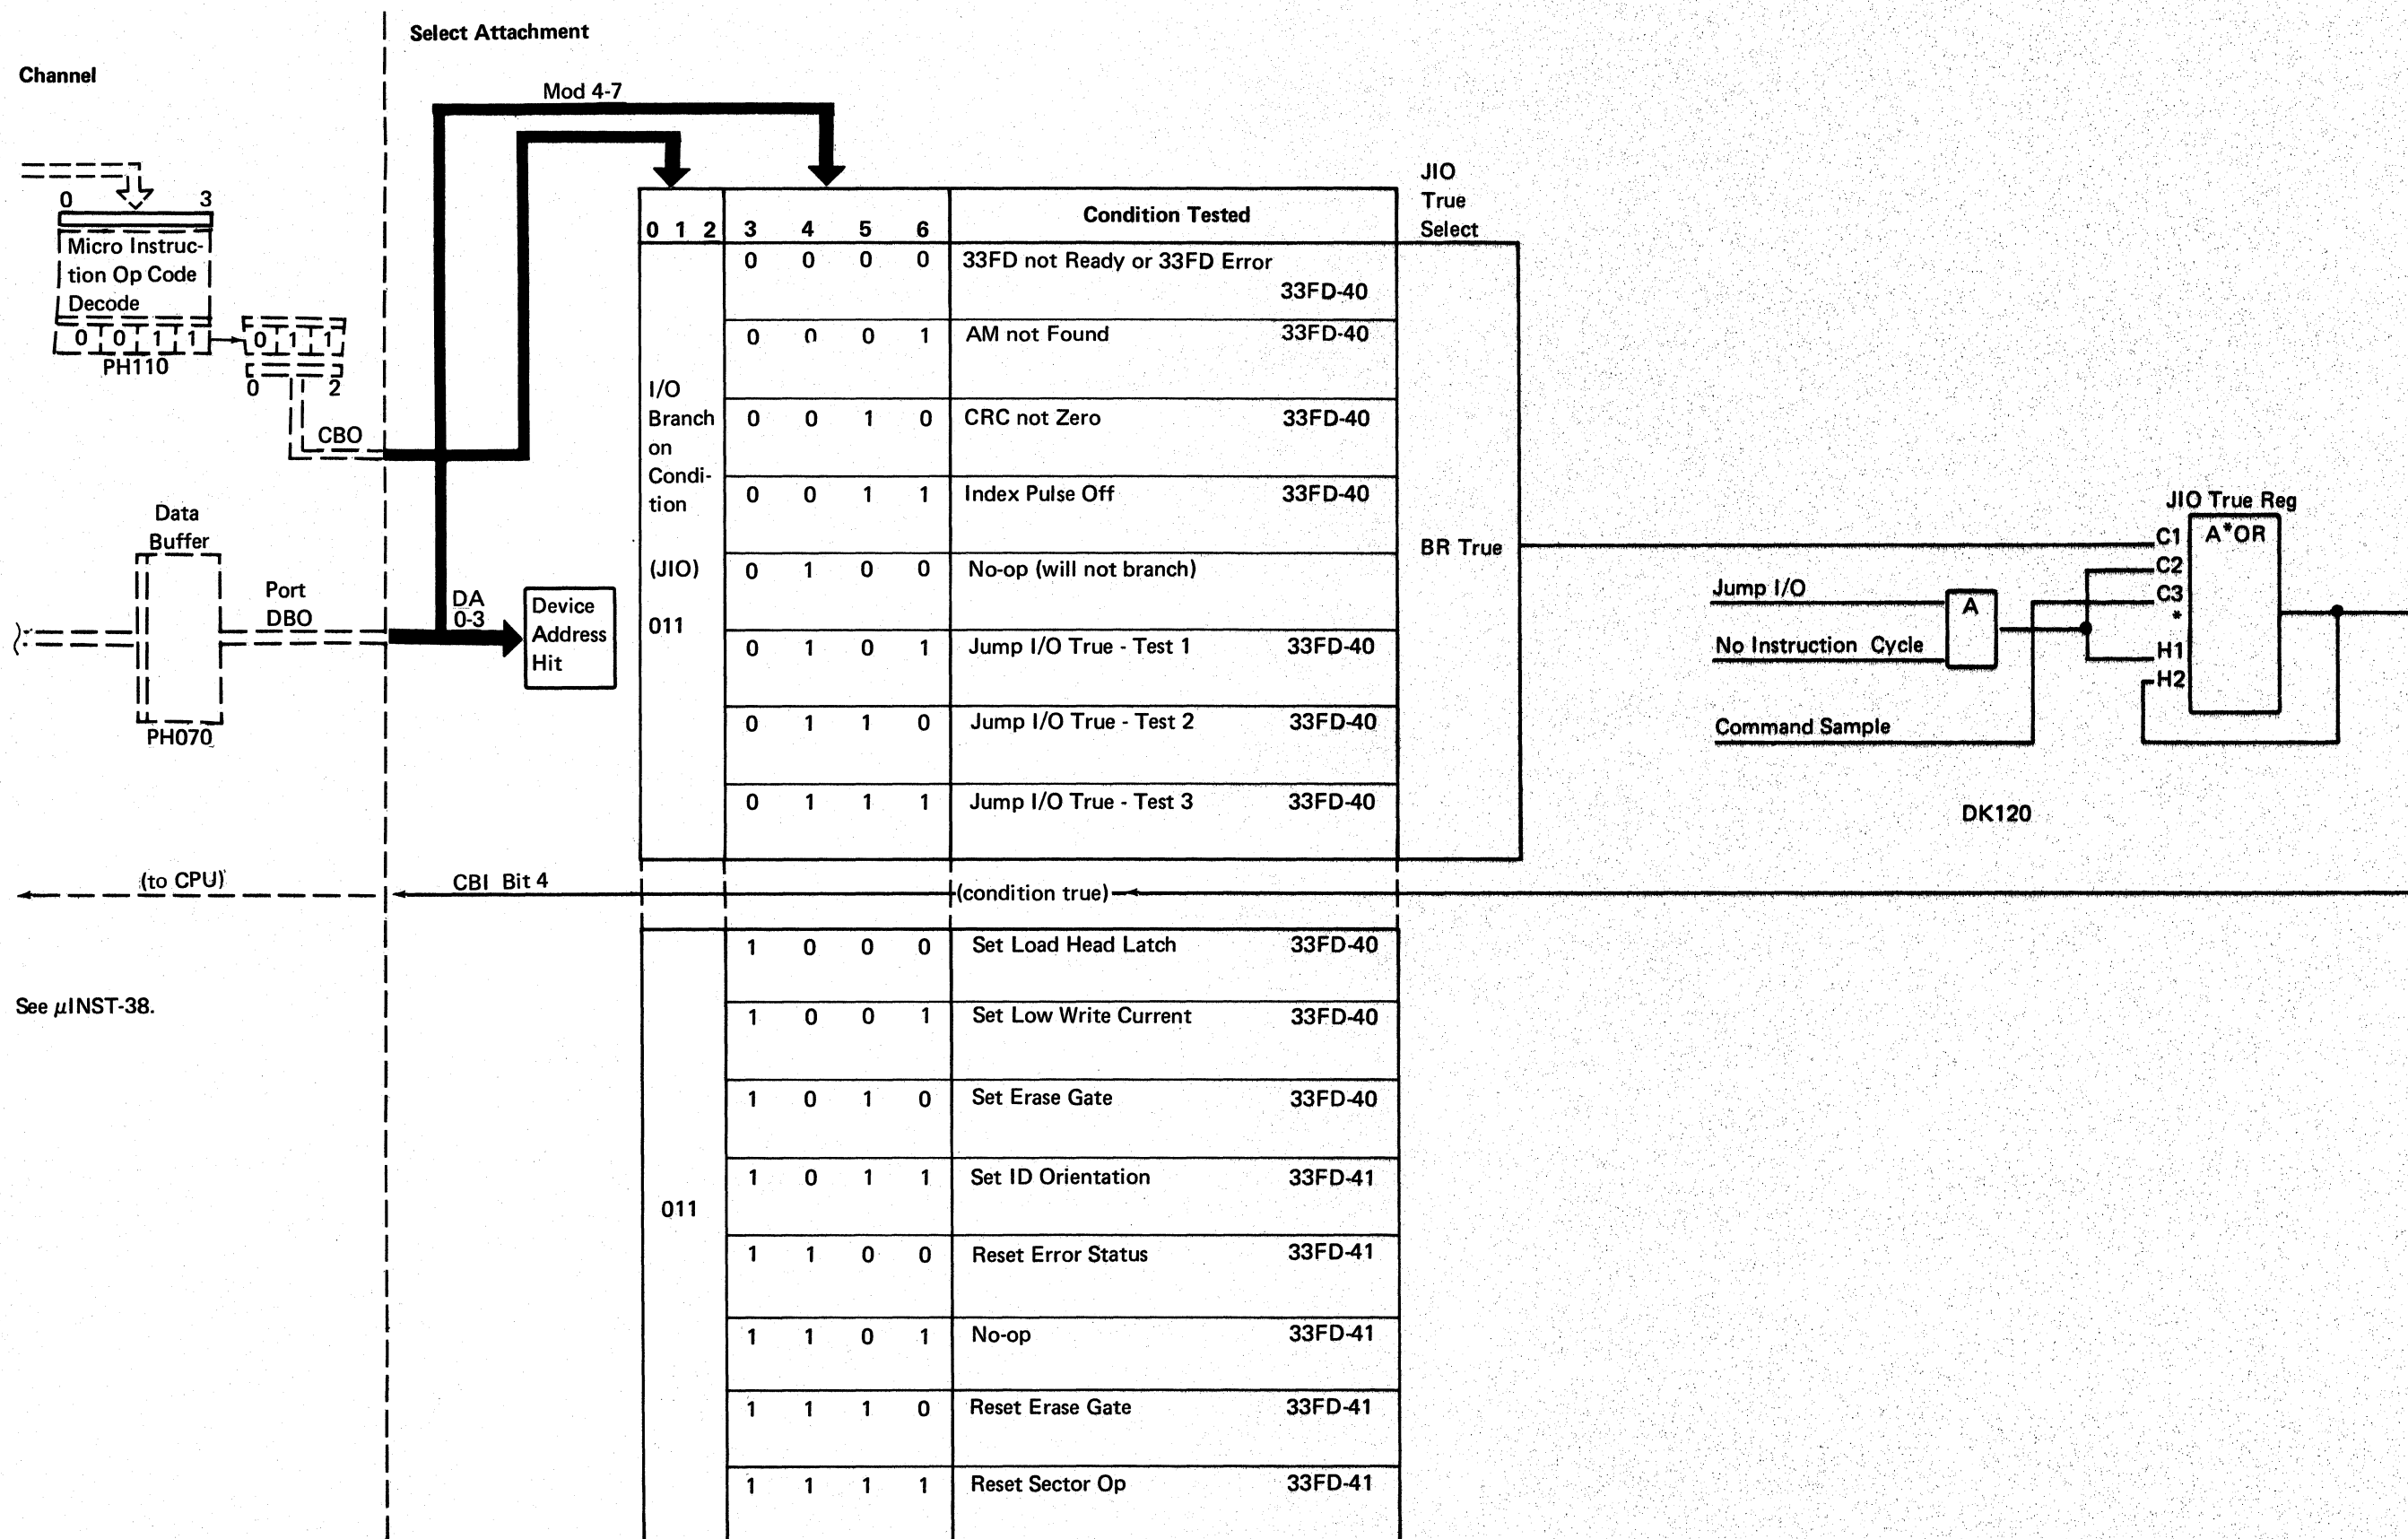 Select Attachment
Channel
Mod 4-7
0 3
Micro Instruc-
tion Op Code
Decode
0 0 1 1
PH110
0 1 1
0 2
CBO
Data
Buffer
Port
DBO
PH070
DA
0-3
Device
Address
Hit
JIO
True
Select
0 1 2 3 4 5 6 Condition Tested
I/O
Branch
on
Condi-
tion
(JIO)
011
0 0 0 0 33FD not Ready or 33FD Error
33FD-40
0 0 0 1 AM not Found 33FD-40
0 0 1 0 CRC not Zero 33FD-40
0 0 1 1 Index Pulse Off 33FD-40
0 1 0 0 No-op (will not branch)
0 1 0 1 Jump I/O True - Test 1 33FD-40
0 1 1 0 Jump I/O True - Test 2 33FD-40
0 1 1 1 Jump I/O True - Test 3 33FD-40
BR True
JIO True Reg
A*OR
C1
C2
C3
*
H1
H2
Jump I/O
A
No Instruction Cycle
Command Sample
DK120
(to CPU)
CBI Bit 4
(condition true)
See μINST-38.
011
1 0 0 0 Set Load Head Latch 33FD-40
1 0 0 1 Set Low Write Current 33FD-40
1 0 1 0 Set Erase Gate 33FD-40
1 0 1 1 Set ID Orientation 33FD-41
1 1 0 0 Reset Error Status 33FD-41
1 1 0 1 No-op 33FD-41
1 1 1 0 Reset Erase Gate 33FD-41
1 1 1 1 Reset Sector Op 33FD-41